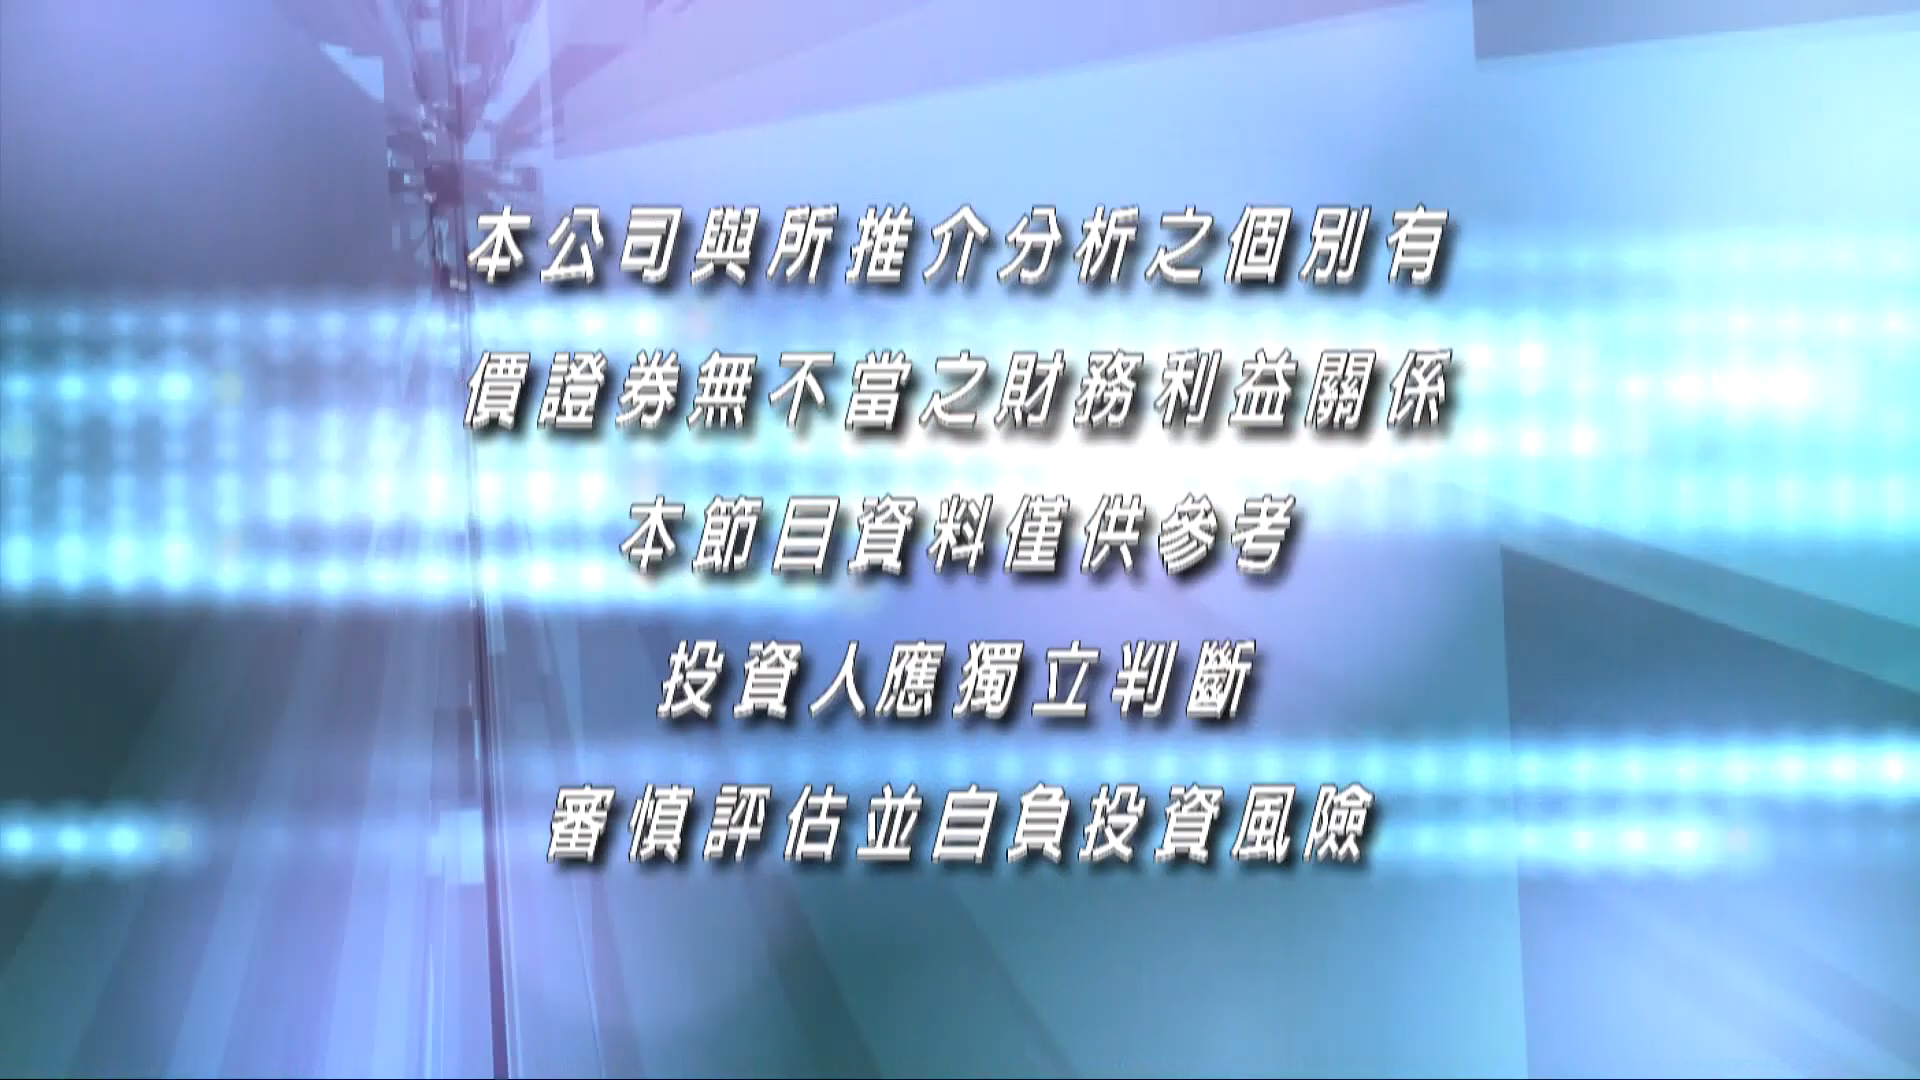 本公司與所推介分析之個別有
價證券無不當之財務利益關係
本節目資料僅供參考
投資人應獨立判斷
審慎評估並自負投資風險